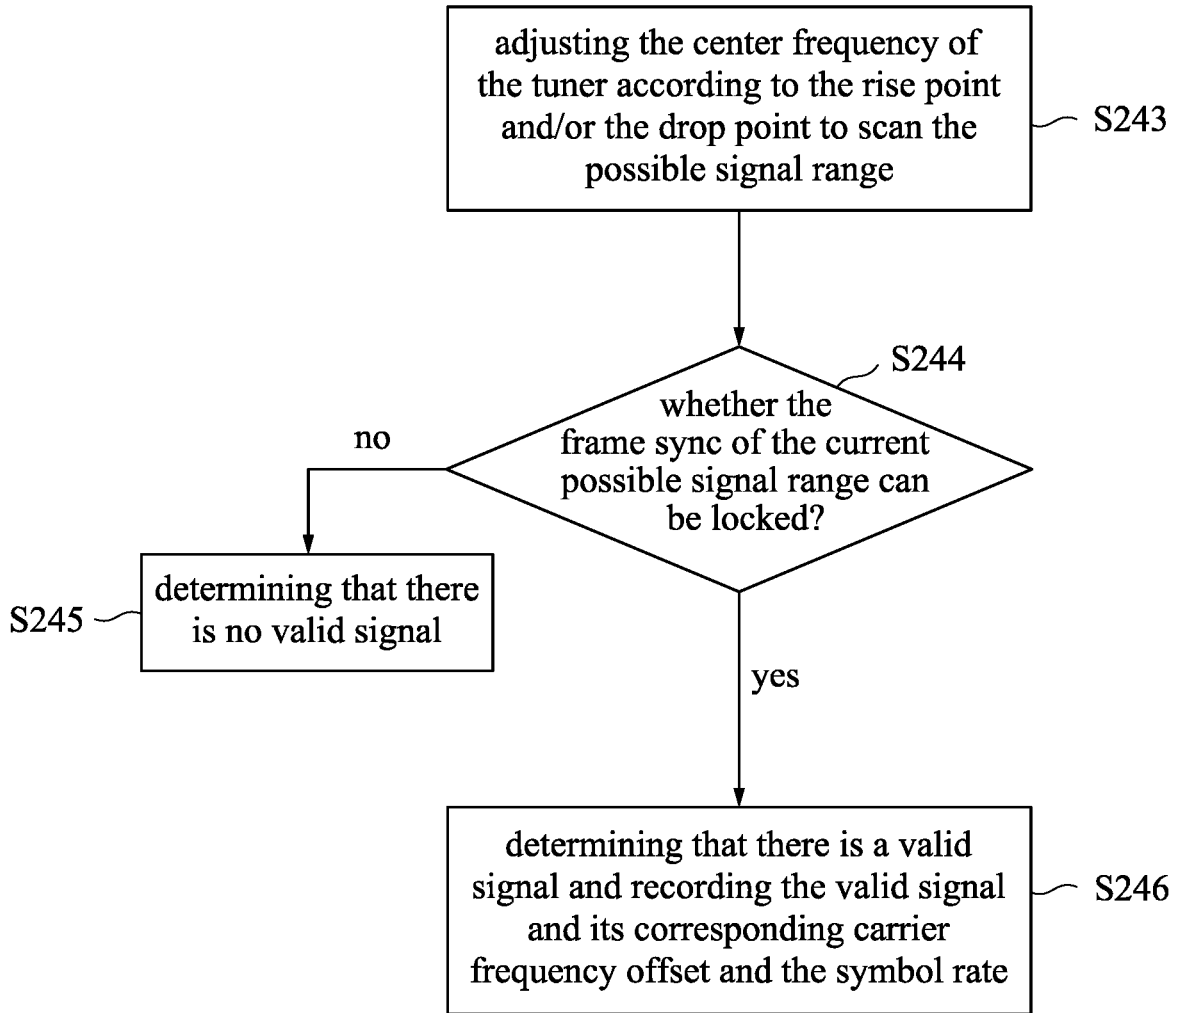 adjusting the center frequency of
the tuner according to the rise point
and/or the drop point to scan the
possible signal range
S243
S244
whether the
frame sync of the current
possible signal range can
be locked?
no
determining that there
is no valid signal
S245
yes
determining that there is a valid
signal and recording the valid signal
and its corresponding carrier
frequency offset and the symbol rate
S246